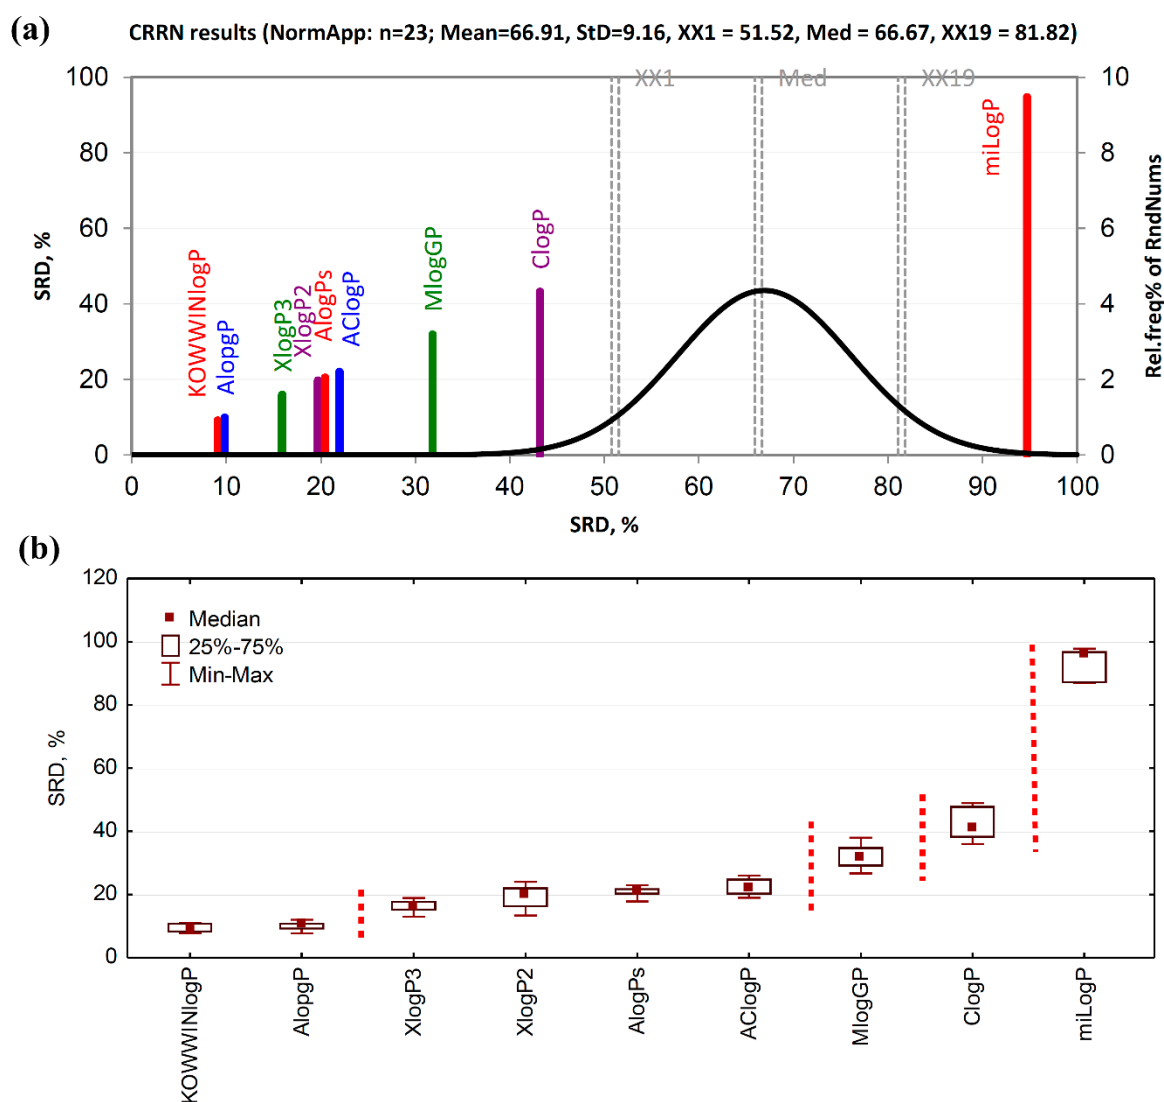 (a)
CRRN results (NormApp: n=23; Mean=66.91, StD=9.16, XX1 = 51.52, Med = 66.67, XX19 = 81.82)
100
80
60
40
20
0
SRD, %
10
8
6
4
2
0
Rel.freq% of RndNums
XX1
Med
XX19
KOWWINlogP
AlopgP
XlogP3
XlogP2
AlogPs
AClogP
MlogGP
ClogP
miLogP
0 10 20 30 40 50 60 70 80 90 100
SRD, %
(b)
120
100
80
60
40
20
0
SRD, %
Median
25%-75%
Min-Max
KOWWINlogP
AlopgP
XlogP3
XlogP2
AlogPs
AClogP
MlogGP
ClogP
miLogP